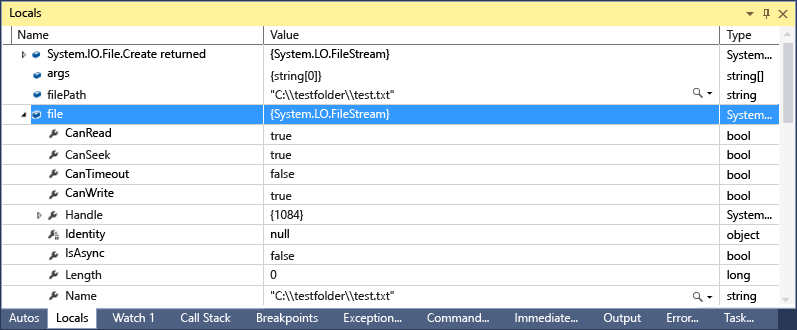 Locals
Name Value Type
System.IO.File.Create returned {System.LO.FileStream} System...
args {string[0]} string[]
filePath "C:\\testfolder\\test.txt" string
file {System.LO.FileStream} System...
CanRead true bool
CanSeek true bool
CanTimeout false bool
CanWrite true bool
Handle {1084} System...
Identity null object
IsAsync false bool
Length 0 long
Name "C:\\testfolder\\test.txt" string
Autos Locals Watch 1 Call Stack Breakpoints Exception... Command... Immediate... Output Error... Task...